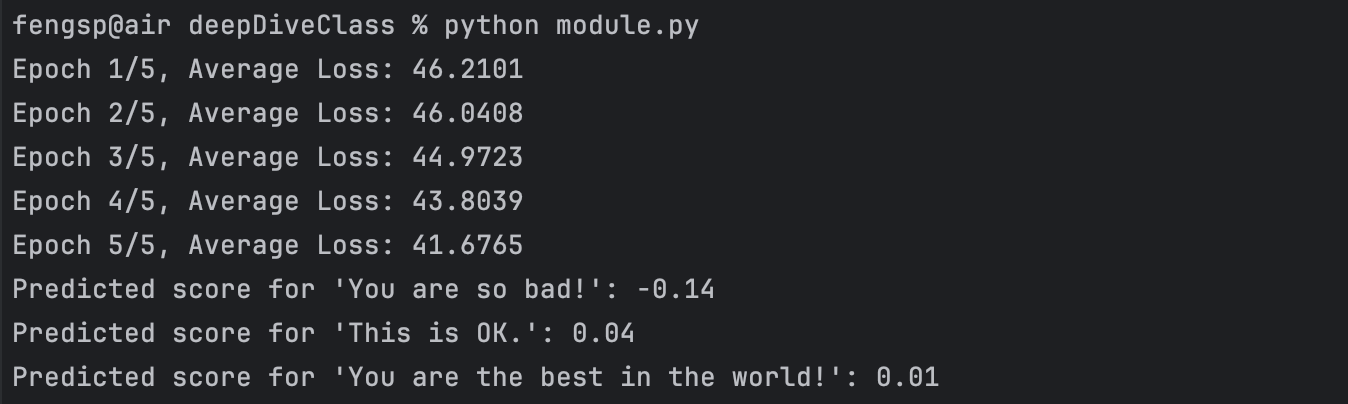 fengsp@air deepDiveClass % python module.py
Epoch 1/5, Average Loss: 46.2101
Epoch 2/5, Average Loss: 46.0408
Epoch 3/5, Average Loss: 44.9723
Epoch 4/5, Average Loss: 43.8039
Epoch 5/5, Average Loss: 41.6765
Predicted score for 'You are so bad!': -0.14
Predicted score for 'This is OK.': 0.04
Predicted score for 'You are the best in the world!': 0.01